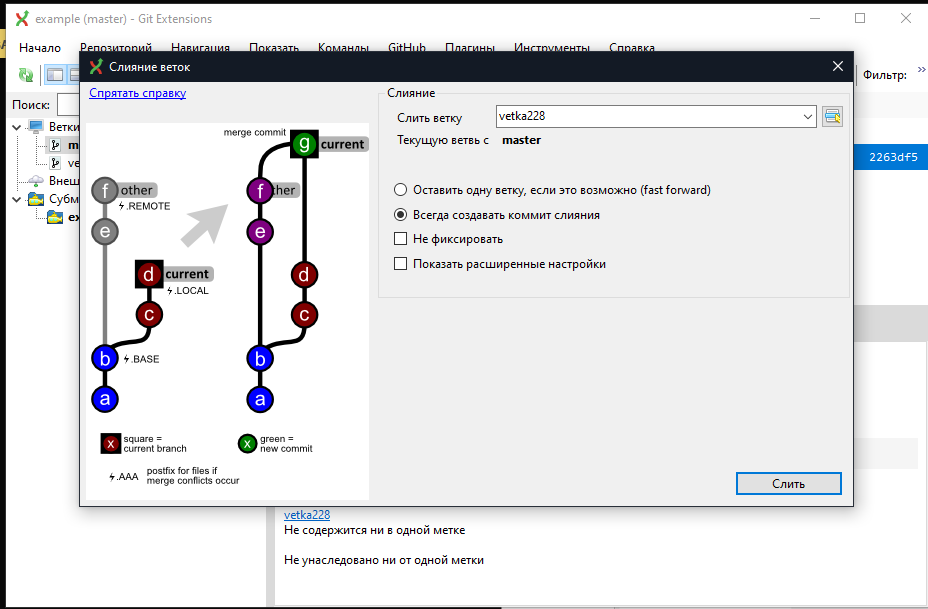 example (master) - Git Extensions
Начало Репозиторий Навигация Показать Команды GitHub Плагины Инструменты Справка
Фильтр:
Поиск:
Ветки
Внеш
Субм
2263df5
Слияние веток
Спрятать справку
merge commit
g current
f other
.REMOTE
f ther
e
e
d current
.LOCAL
d
c
c
b .BASE
b
a
a
x square =
current branch
x green =
new commit
.AAA postfix for files if
merge conflicts occur
Слияние
Слить ветку vetka228
Текущую ветвь с master
Оставить одну ветку, если это возможно (fast forward)
Всегда создавать коммит слияния
Не фиксировать
Показать расширенные настройки
Слить
vetka228
Не содержится ни в одной метке
Не унаследовано ни от одной метки